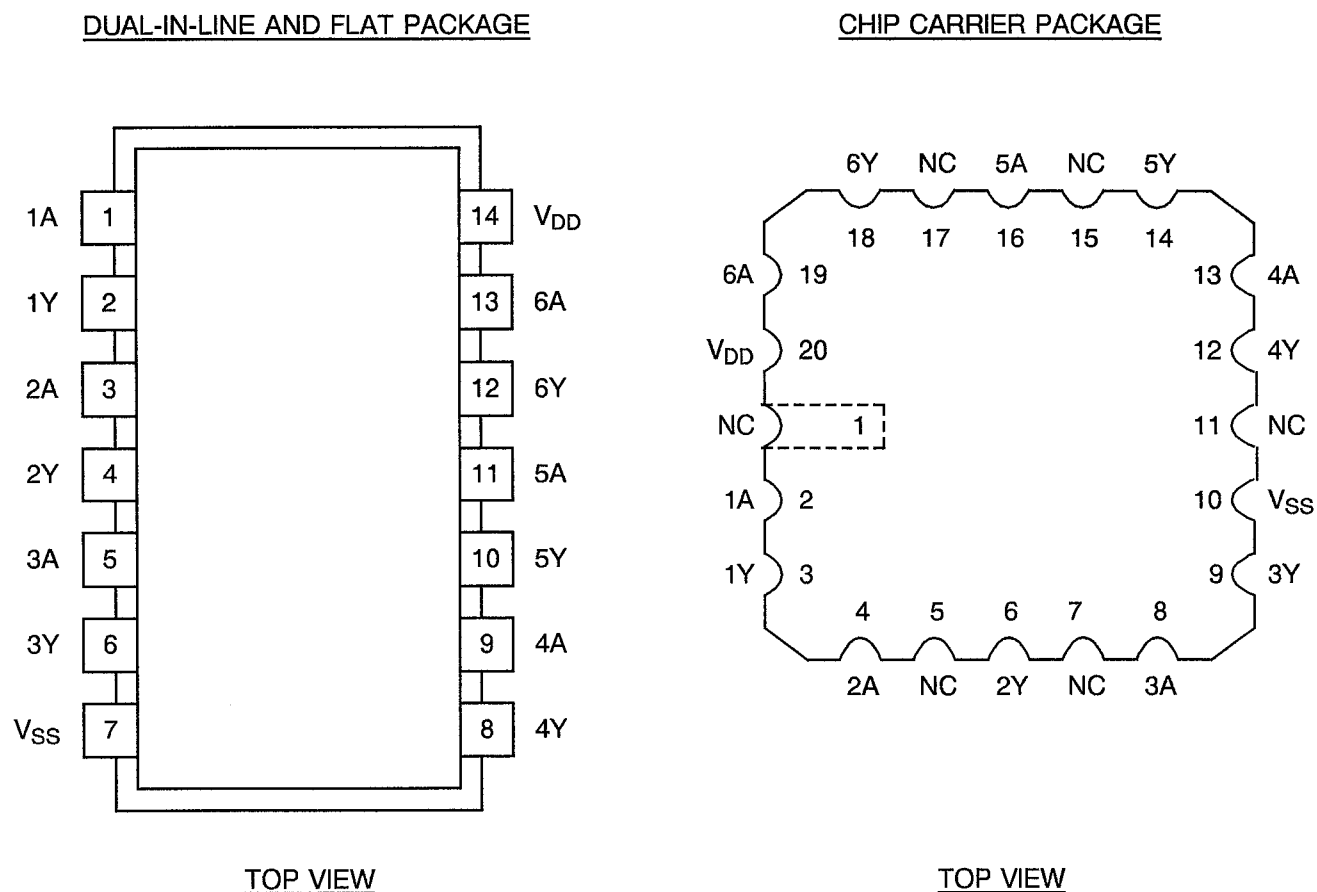 DUAL-IN-LINE AND FLAT PACKAGE
1A 1 14 VDD
1Y 2 13 6A
2A 3 12 6Y
2Y 4 11 5A
3A 5 10 5Y
3Y 6 9 4A
VSS 7 8 4Y
TOP VIEW
CHIP CARRIER PACKAGE
6Y NC 5A NC 5Y
18 17 16 15 14
6A 19 13 4A
VDD 20 12 4Y
NC 1 11 NC
1A 2 10 VSS
1Y 3 9 3Y
4 5 6 7 8
2A NC 2Y NC 3A
TOP VIEW